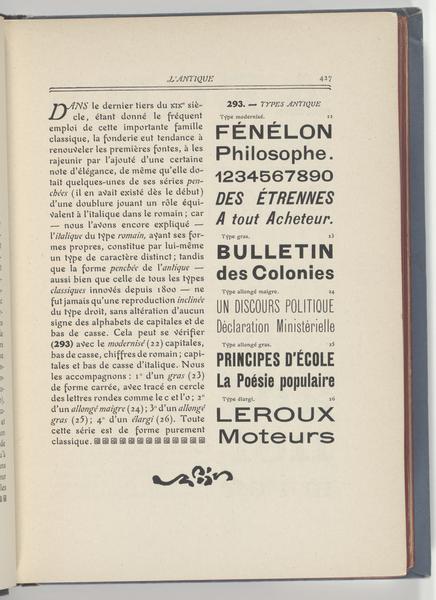 L'ANTIQUE 427
DANS le dernier tiers du XIXᵉ siè-
cle, étant donné le fréquent
emploi de cette importante famille
classique, la fonderie eut tendance à
renouveler les premières fontes, à les
rajeunir par l'ajouté d'une certaine
note d'élégance, de même qu'elle do-
tait quelques-unes de ses séries pen-
chées (il en avait existé dès le début)
d'une doublure jouant un rôle équi-
valent à l'italique dans le romain; car
— nous l'avons encore expliqué —
l'italique du type romain, ayant ses for-
mes propres, constitue par lui-même
un type de caractère distinct; tandis
que la forme penchée de l'antique —
aussi bien que celle de tous les types
classiques innovés depuis 1800 — ne
fut jamais qu'une reproduction inclinée
du type droit, sans altération d'aucun
signe des alphabets de capitales et de
bas de casse. Cela peut se vérifier
(293) avec le modernisé (22) capitales,
bas de casse, chiffres de romain; capi-
tales et bas de casse d'italique. Nous
les accompagnons: 1º d'un gras (23)
de forme carrée, avec tracé en cercle
des lettres rondes comme le c et l'o; 2º
d'un allongé maigre (24); 3º d'un allongé
gras (25); 4º d'un élargi (26). Toute
cette série est de forme purement
classique.
293. — TYPES ANTIQUE
Type modernisé. 22
FÉNÉLON
Philosophe.
1234567890
DES ÉTRENNES
A tout Acheteur.
Type gras. 23
BULLETIN
des Colonies
Type allongé maigre. 24
UN DISCOURS POLITIQUE
Déclaration Ministérielle
Type allongé gras. 25
PRINCIPES D'ÉCOLE
La Poésie populaire
Type élargi. 26
LEROUX
Moteurs